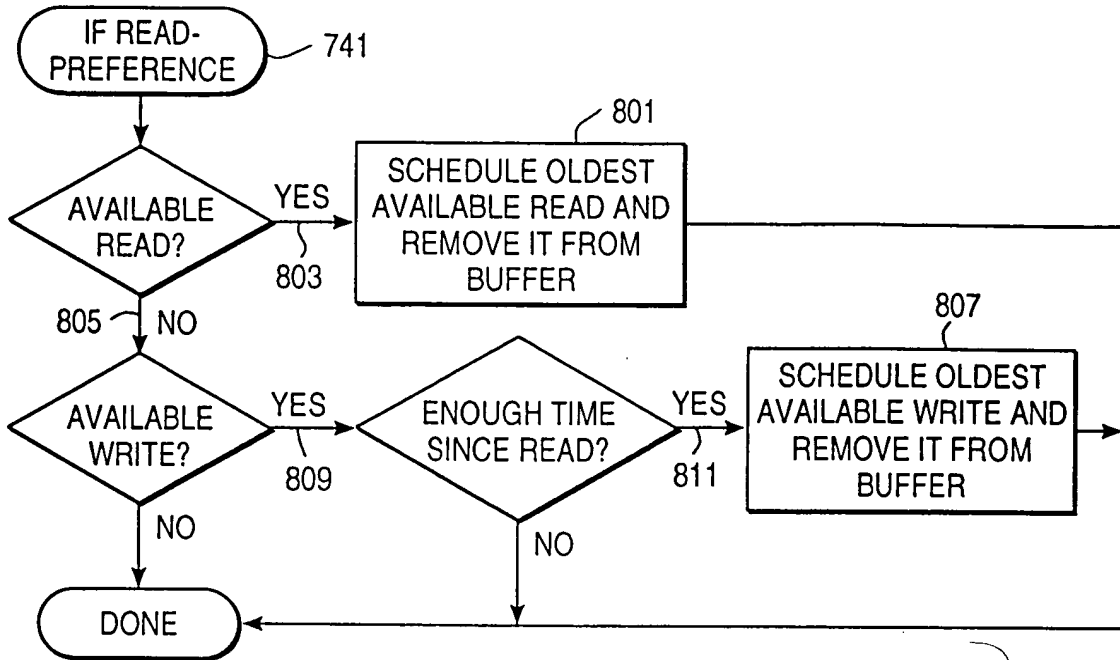 IF READ-
PREFERENCE
741
AVAILABLE
READ?
YES
803
801
SCHEDULE OLDEST
AVAILABLE READ AND
REMOVE IT FROM
BUFFER
805
NO
AVAILABLE
WRITE?
YES
809
ENOUGH TIME
SINCE READ?
YES
811
807
SCHEDULE OLDEST
AVAILABLE WRITE AND
REMOVE IT FROM
BUFFER
NO
NO
DONE